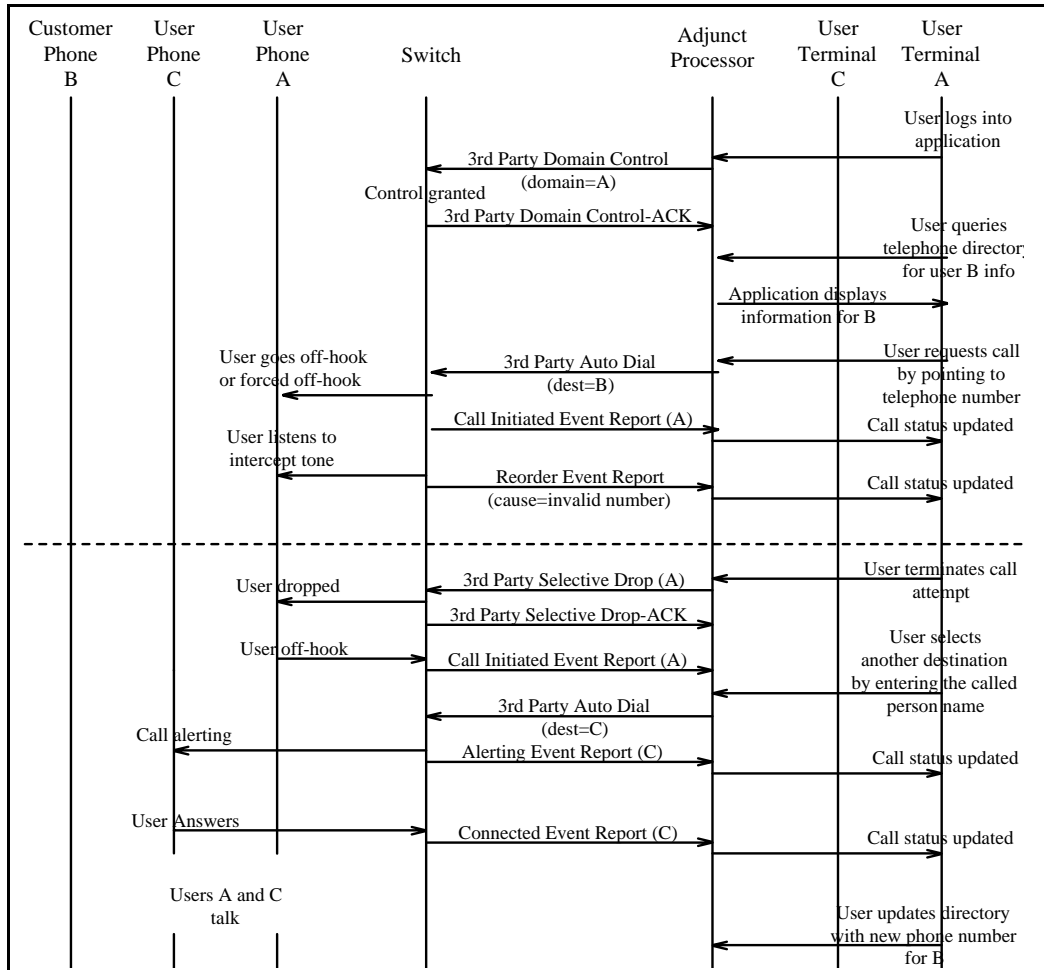 Customer
Phone
B
User
Phone
C
User
Phone
A
Switch
Adjunct
Processor
User
Terminal
C
User
Terminal
A
User logs into
application
3rd Party Domain Control
(domain=A)
Control granted
3rd Party Domain Control-ACK
User queries
telephone directory
for user B info
Application displays
information for B
User goes off-hook
or forced off-hook
3rd Party Auto Dial
(dest=B)
User requests call
by pointing to
telephone number
Call Initiated Event Report (A)
Call status updated
User listens to
intercept tone
Reorder Event Report
(cause=invalid number)
Call status updated
User terminates call
attempt
3rd Party Selective Drop (A)
User dropped
3rd Party Selective Drop-ACK
User off-hook
Call Initiated Event Report (A)
User selects
another destination
by entering the called
person name
3rd Party Auto Dial
(dest=C)
Call alerting
Alerting Event Report (C)
Call status updated
User Answers
Connected Event Report (C)
Call status updated
Users A and C
talk
User updates directory
with new phone number
for B